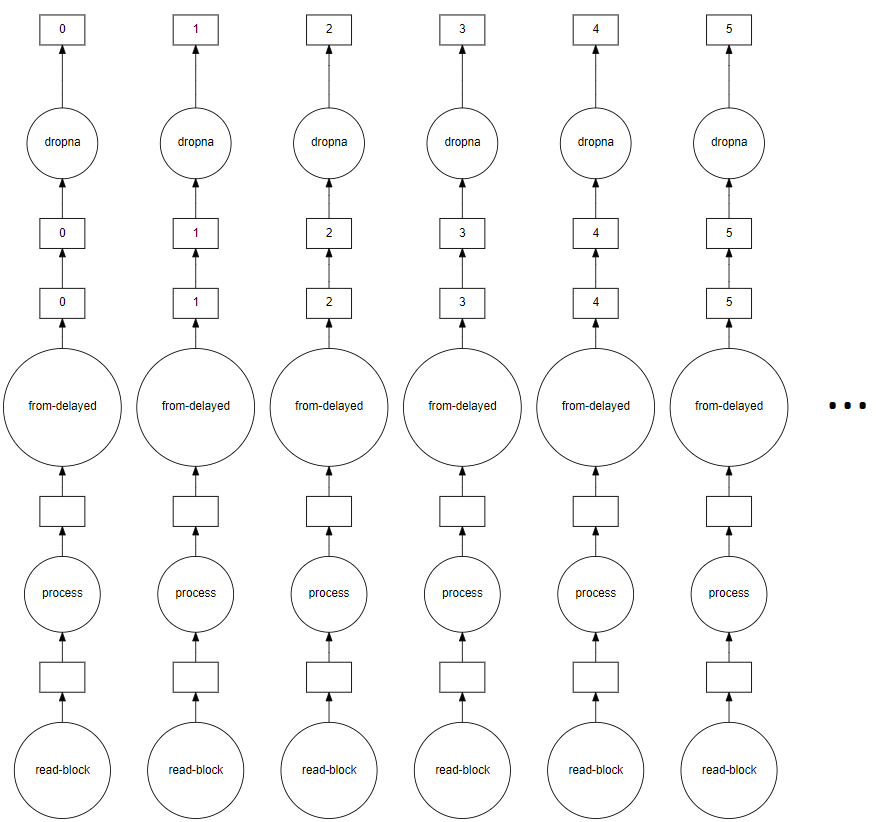 0 1 2 3 4 5
dropna dropna dropna dropna dropna dropna
0 1 2 3 4 5
0 1 2 3 4 5
from-delayed from-delayed from-delayed from-delayed from-delayed from-delayed ...
process process process process process process
read-block read-block read-block read-block read-block read-block